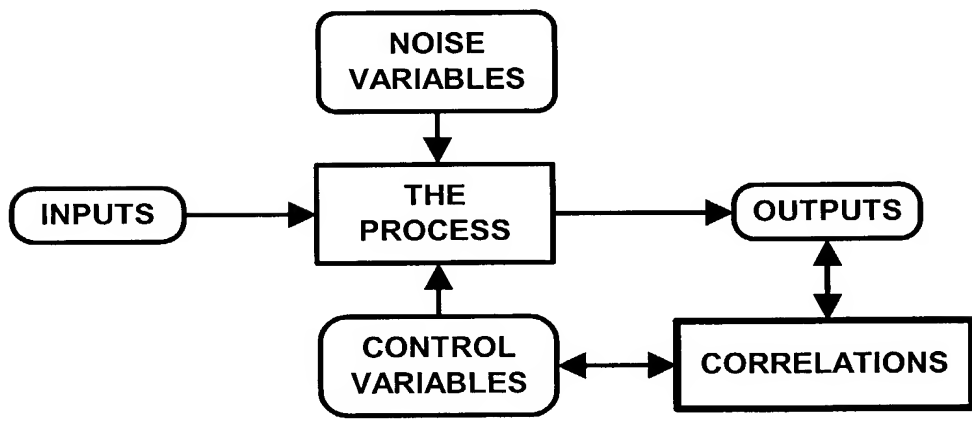 NOISE
VARIABLES
INPUTS
THE
PROCESS
OUTPUTS
CONTROL
VARIABLES
CORRELATIONS